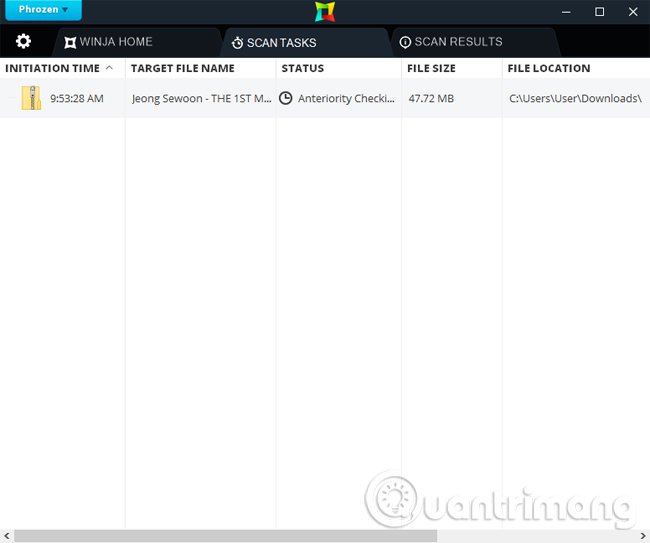 Phrozen
WINJA HOME SCAN TASKS SCAN RESULTS
INITIATION TIME TARGET FILE NAME STATUS FILE SIZE FILE LOCATION
9:53:28 AM Jeong Sewoon - THE 1ST M... Anteriority Checki... 47.72 MB C:\Users\User\Downloads\
Quantrimang